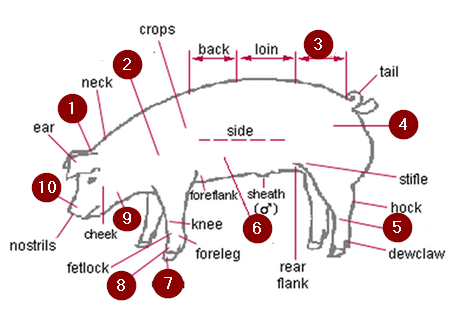 crops
3
back
loin
2
neck
tail
1
ear
4
side
10
stifle
foreflank
sheath
(♂)
9
hock
nostrils
cheek
knee
6
5
fetlock
foreleg
dewclaw
8
7
rear
flank